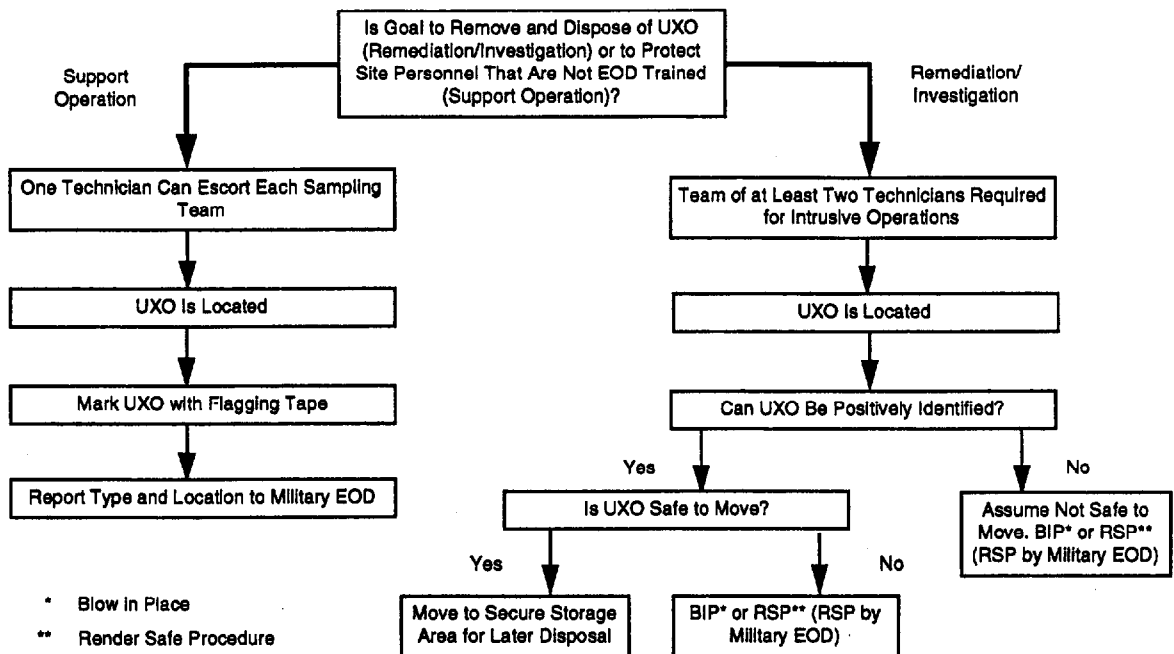 Is Goal to Remove and Dispose of UXO
(Remediation/Investigation) or to Protect
Site Personnel That Are Not EOD Trained
(Support Operation)?
Support
Operation
Remediation/
Investigation
One Technician Can Escort Each Sampling
Team
UXO Is Located
Mark UXO with Flagging Tape
Report Type and Location to Military EOD
Team of at Least Two Technicians Required
for Intrusive Operations
UXO Is Located
Can UXO Be Positively Identified?
Yes
No
Is UXO Safe to Move?
Assume Not Safe to
Move. BIP* or RSP**
(RSP by Military EOD)
Yes
No
Move to Secure Storage
Area for Later Disposal
BIP* or RSP** (RSP by
Military EOD)
* Blow in Place
** Render Safe Procedure